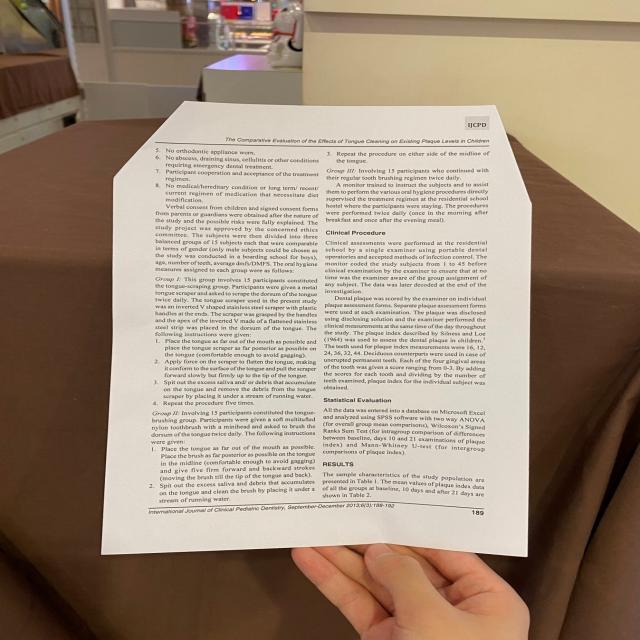 IJCPD
The Comparative Evaluation of the Effects of Tongue Cleaning on Existing Plaque Levels in Children
5. No orthodontic appliance worn.
6. No abscess, draining sinus, cellulitis or other conditions
requiring emergency dental treatment.
7. Participant cooperation and acceptance of the treatment
regimen.
8. No medical/hereditary condition or long term/ recent/
current regimen of medication that necessitate diet
modification.
Verbal consent from children and signed consent forms
from parents or guardians were obtained after the nature of
the study and the possible risks were fully explained. The
study project was approved by the concerned ethics
committee. The subjects were then divided into three
balanced groups of 15 subjects each that were comparable
in terms of gender (only male subjects could be chosen as
the study was conducted in a boarding school for boys),
age, number of teeth, average dmfs/DMFS. The oral hygiene
measures assigned to each group were as follows:
Group I: This group involves 15 participants constituted
the tongue-scraping group. Participants were given a metal
tongue scraper and asked to scrape the dorsum of the tongue
twice daily. The tongue scraper used in the present study
was an inverted V shaped stainless steel scraper with plastic
handles at the ends. The scraper was grasped by the handles
and the apex of the inverted V made of a flattened stainless
steel strip was placed in the dorsum of the tongue. The
following instructions were given:
1. Place the tongue as far out of the mouth as possible and
place the tongue scraper as far posterior as possible on
the tongue (comfortable enough to avoid gagging).
2. Apply force on the scraper to flatten the tongue, making
it conform to the surface of the tongue and pull the scraper
forward slowly but firmly up to the tip of the tongue.
3. Spit out the excess saliva and/ or debris that accumulate
on the tongue and remove the debris from the tongue
scraper by placing it under a stream of running water.
4. Repeat the procedure five times.
Group II: Involving 15 participants constituted the tongue-
brushing group. Participants were given a soft multitufted
nylon toothbrush with a minihead and asked to brush the
dorsum of the tongue twice daily. The following instructions
were given:
1. Place the tongue as far out of the mouth as possible.
Place the brush as far posterior as possible on the tongue
in the midline (comfortable enough to avoid gagging)
and give five firm forward and backward strokes
(moving the brush till the tip of the tongue and back).
2. Spit out the excess saliva and debris that accumulates
on the tongue and clean the brush by placing it under a
stream of running water.
3. Repeat the procedure on either side of the midline of
the tongue.
Group III: Involving 15 participants who continued with
their regular tooth brushing regimen twice daily.
A monitor trained to instruct the subjects and to assist
them to perform the various oral hygiene procedures directly
supervised the treatment regimen at the residential school
hostel where the participants were staying. The procedures
were performed twice daily (once in the morning after
breakfast and once after the evening meal).
Clinical Procedure
Clinical assessments were performed at the residential
school by a single examiner using portable dental
operatories and accepted methods of infection control. The
monitor coded the study subjects from 1 to 45 before
clinical examination by the examiner to ensure that at no
time was the examiner aware of the group assignment of
any subject. The data was later decoded at the end of the
investigation.
Dental plaque was scored by the examiner on individual
plaque assessment forms. Separate plaque assessment forms
were used at each examination. The plaque was disclosed
using disclosing solution and the examiner performed the
clinical measurements at the same time of the day throughout
the study. The plaque index described by Silness and Loe
(1964) was used to assess the dental plaque in children.7
The teeth used for plaque index measurements were 16, 12,
24, 36, 32, 44. Deciduous counterparts were used in case of
unerupted permanent teeth. Each of the four gingival areas
of the tooth was given a score ranging from 0-3. By adding
the scores for each tooth and dividing by the number of
teeth examined, plaque index for the individual subject was
obtained.
Statistical Evaluation
All the data was entered into a database on Microsoft Excel
and analyzed using SPSS software with two way ANOVA
(for overall group mean comparisons), Wilcoxon's Signed
Ranks Sum Test (for intragroup comparison of differences
between baseline, days 10 and 21 examinations of plaque
index) and Mann-Whitney U-test (for intergroup
comparisons of plaque index).
RESULTS
The sample characteristics of the study population are
presented in Table 1. The mean values of plaque index data
of all the groups at baseline, 10 days and after 21 days are
shown in Table 2.
International Journal of Clinical Pediatric Dentistry, September-December 2013;6(3):188-192
189